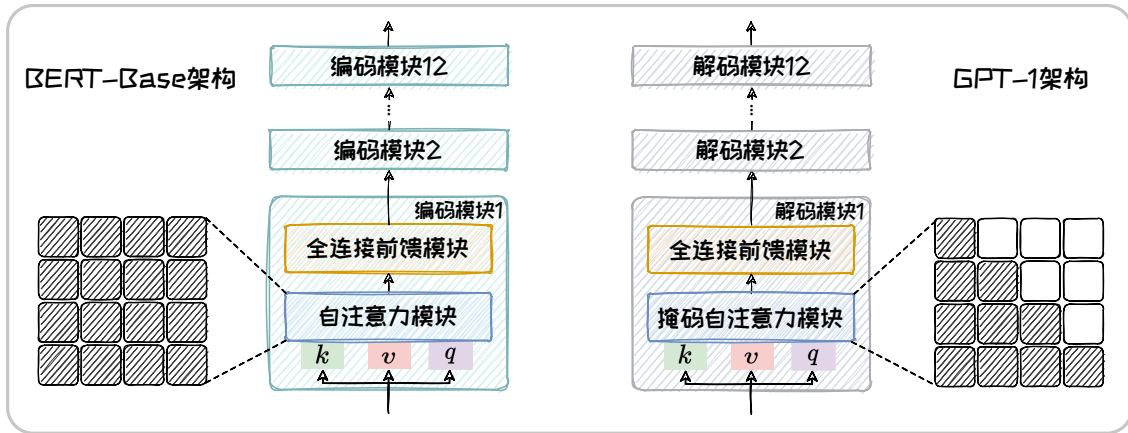 BERT-Base架构
编码模块12
...
编码模块2
编码模块1
全连接前馈模块
自注意力模块
k v q
GPT-1架构
解码模块12
...
解码模块2
解码模块1
全连接前馈模块
掩码自注意力模块
k v q